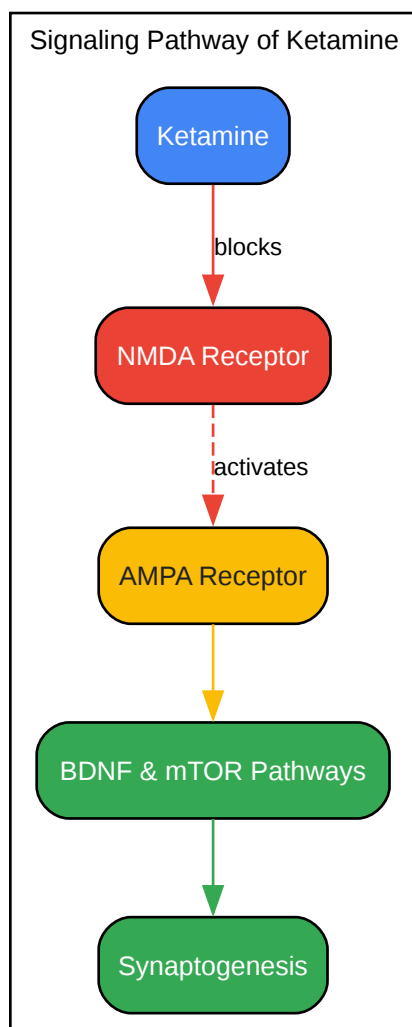 Signaling Pathway of Ketamine
Ketamine
blocks
NMDA Receptor
activates
AMPA Receptor
BDNF & mTOR Pathways
Synaptogenesis